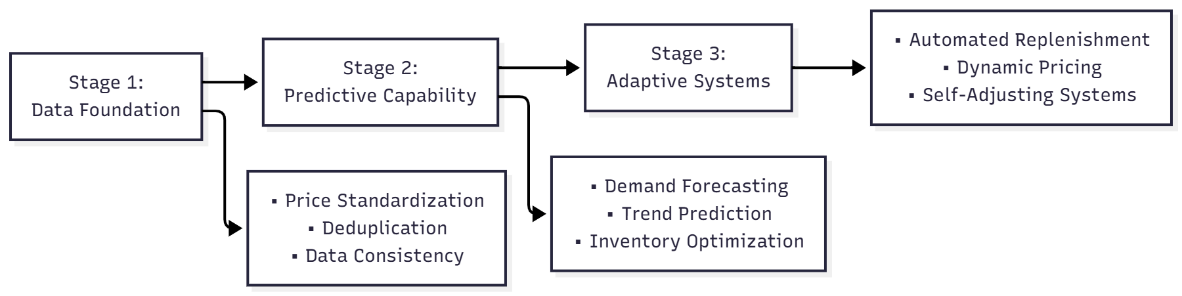 Stage 1:
Data Foundation
Stage 2:
Predictive Capability
Stage 3:
Adaptive Systems
▪ Automated Replenishment
▪ Dynamic Pricing
▪ Self-Adjusting Systems
▪ Price Standardization
▪ Deduplication
▪ Data Consistency
▪ Demand Forecasting
▪ Trend Prediction
▪ Inventory Optimization